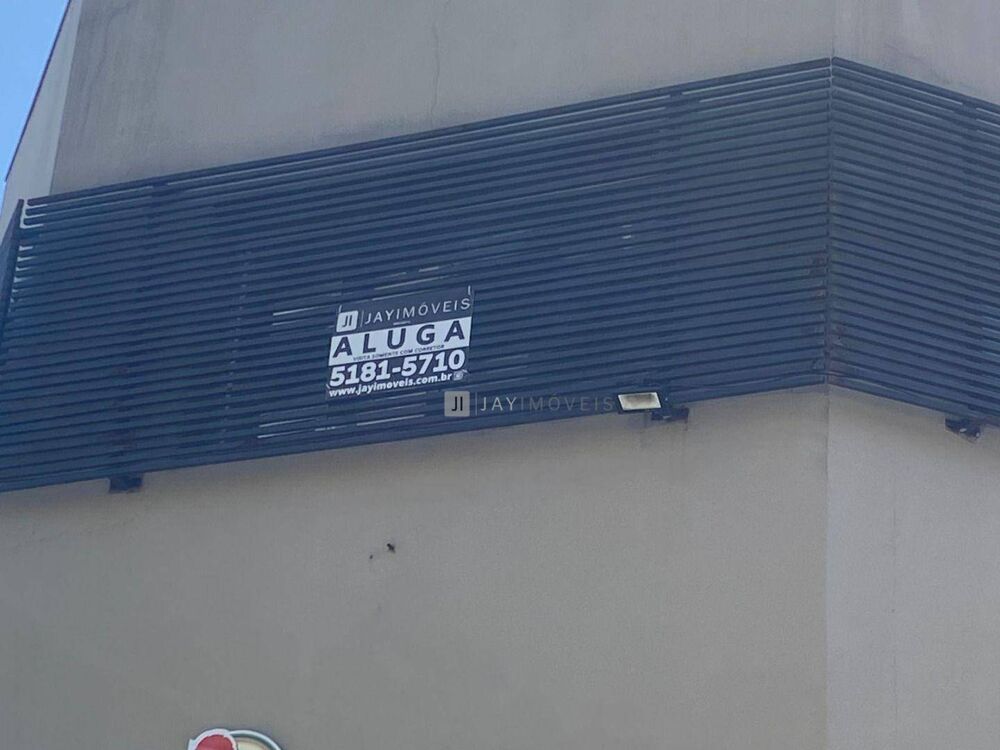 JI JAYIMÓVEIS
ALUGA
VISITA SOMENTE COM CORRETOR
5181-5710
www.jayimoveis.com.br
JI JAYIMÓVEIS